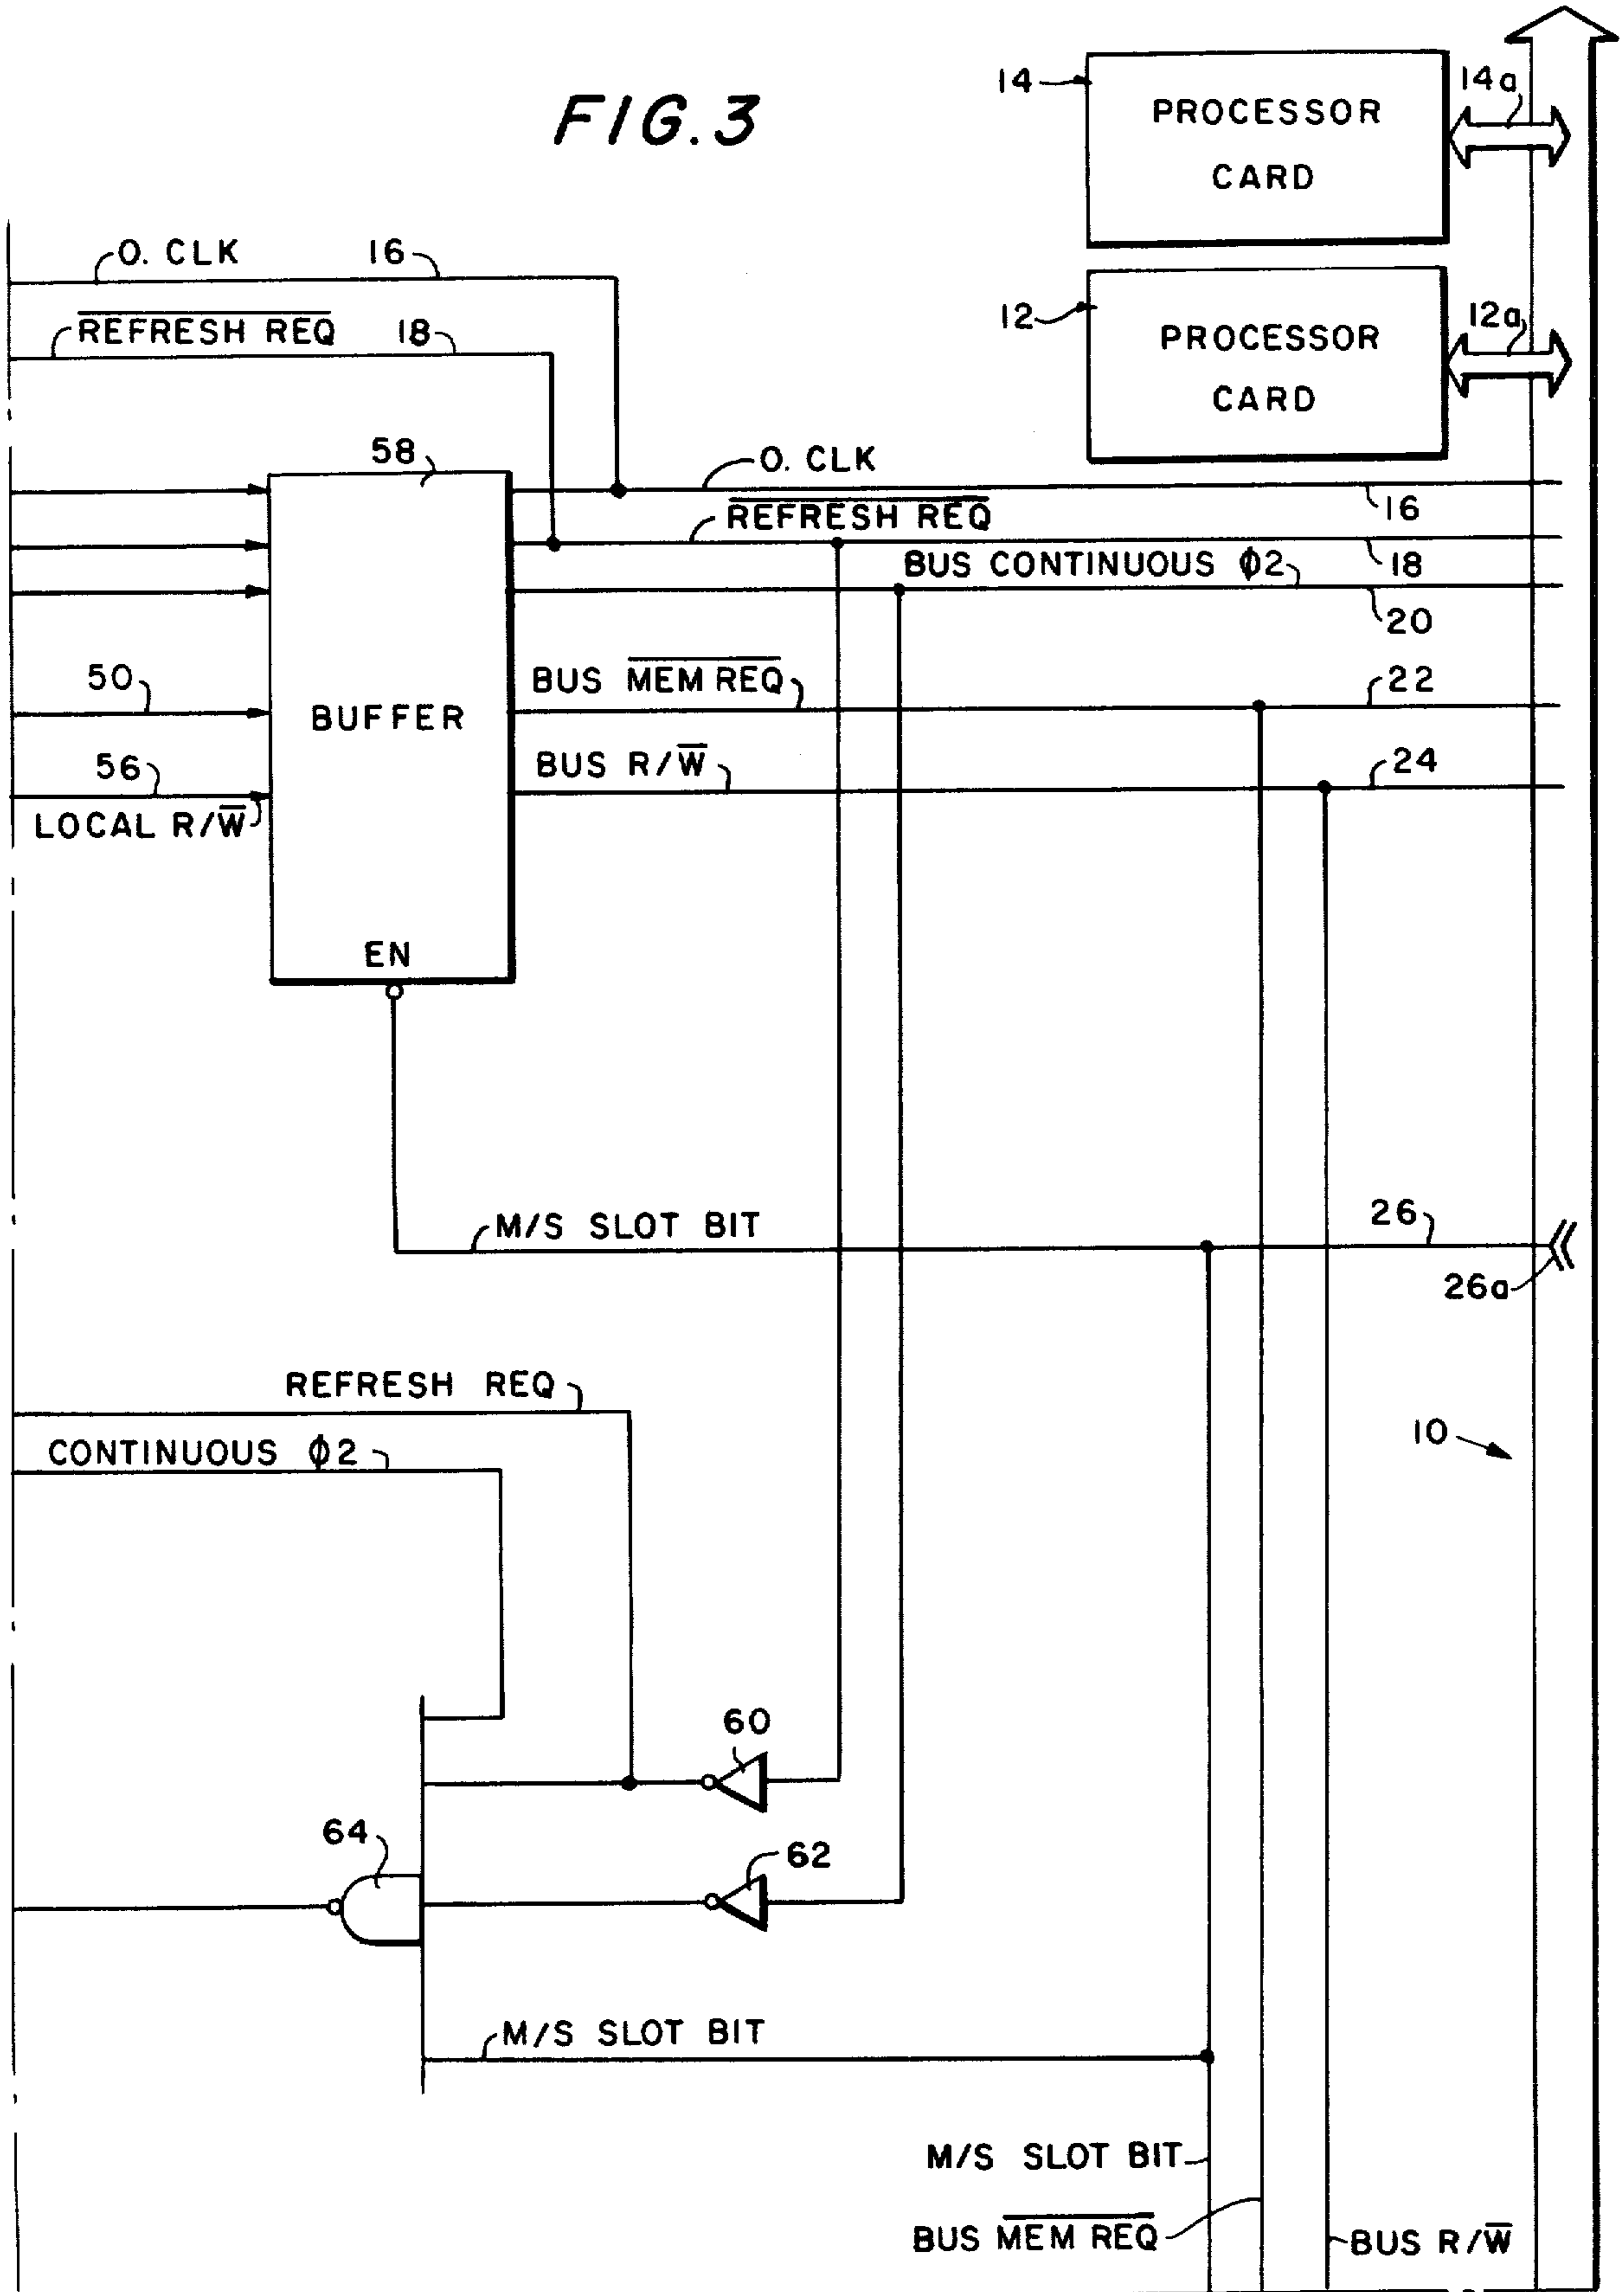 FIG. 3
14
PROCESSOR
CARD
14a
12
PROCESSOR
CARD
12a
O. CLK 16
REFRESH REQ 18
58
O. CLK
16
REFRESH REQ
18
BUS CONTINUOUS Φ2
20
50
BUFFER
BUS MEM REQ
22
56
BUS R/W̅
24
LOCAL R/W̅
EN
M/S SLOT BIT
26
26a
REFRESH REQ
CONTINUOUS Φ2
10
60
64
62
M/S SLOT BIT
M/S SLOT BIT
BUS MEM REQ
BUS R/W̅